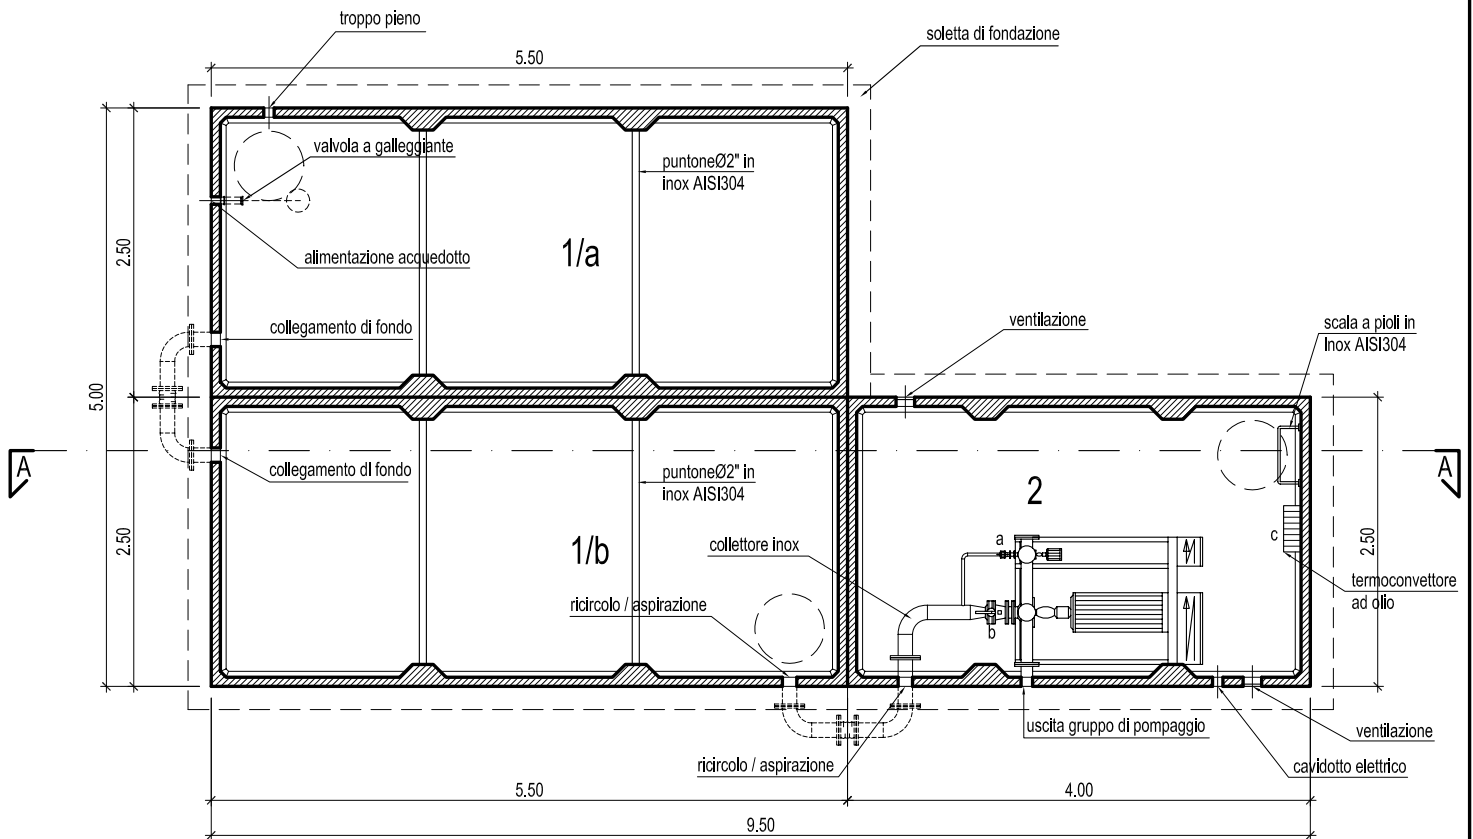 troppo pieno
soletta di fondazione
5.50
valvola a galleggiante
puntoneØ2" in
inox AISI304
2.50
1/a
alimentazione acquedotto
collegamento di fondo
ventilazione
scala a pioli in
Inox AISI304
5.00
A
A
collegamento dI fondo
puntoneØ2" in
inox AISI304
2
2.50
1/b
collettore inox
a
c
2.50
termoconvettore
ad olio
ricircolo / aspirazione
b
uscita gruppo di pompaggio
ventilazione
ricircolo / aspirazione
cavidotto elettrico
5.50
4.00
9.50